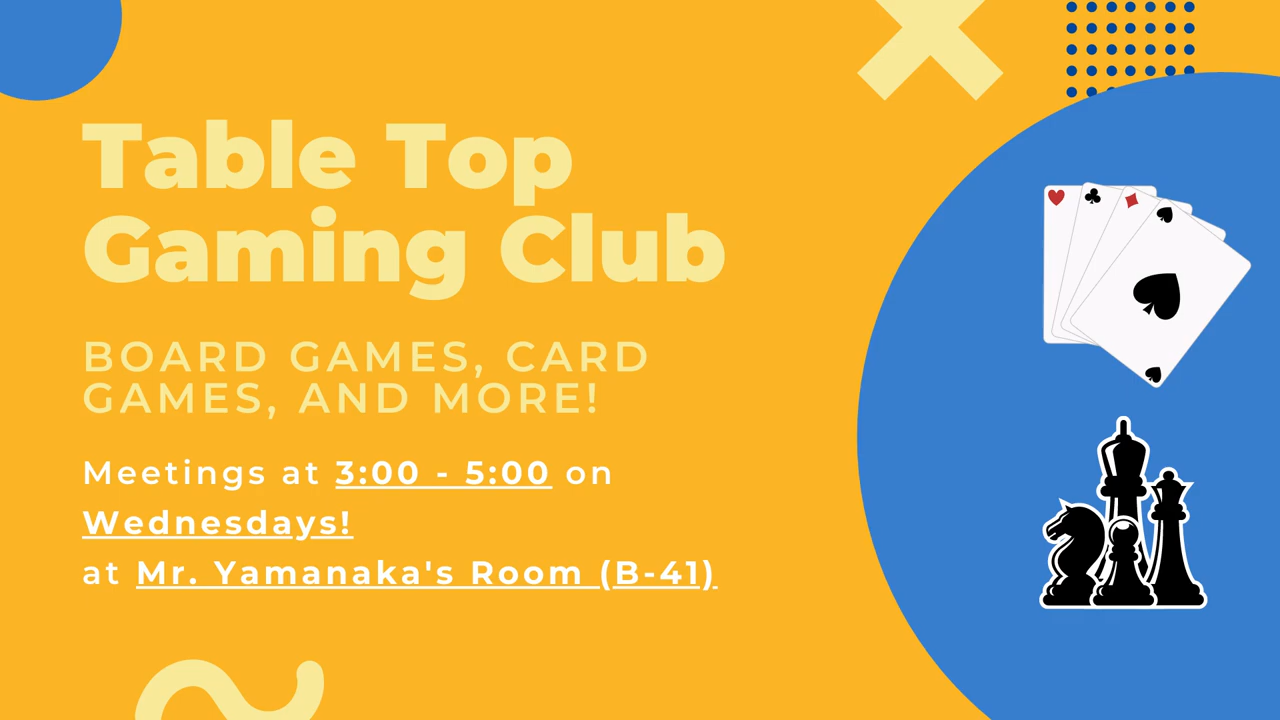 Table Top
Gaming Club
BOARD GAMES, CARD
GAMES, AND MORE!
Meetings at 3:00 - 5:00 on
Wednesdays!
at Mr. Yamanaka's Room (B-41)